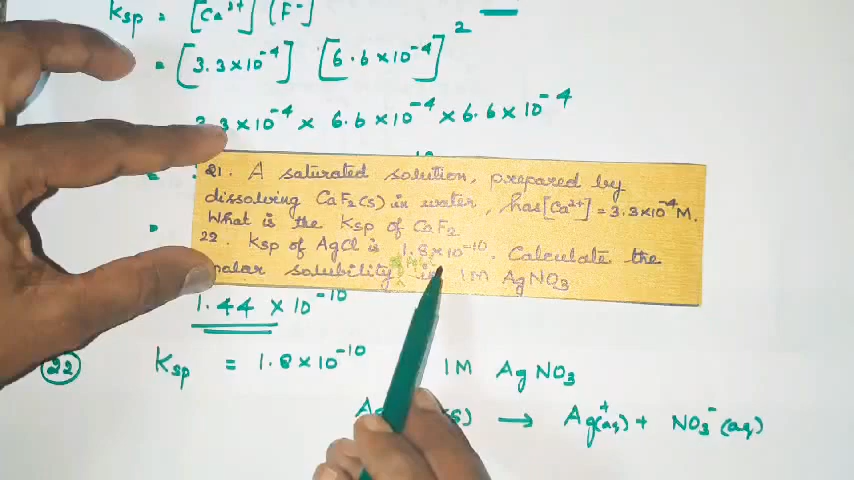 Ksp = [Ca²⁺] [F⁻]
= [3.3×10⁻⁴] [6.6×10⁻⁴]²
3.3×10⁻⁴ × 6.6×10⁻⁴ × 6.6×10⁻⁴
21. A saturated solution, prepared by
dissolving CaF₂(s) in water, has [Ca²⁺] = 3.3×10⁻⁴M.
What is the Ksp of CaF₂
22. Ksp of AgCl is 1.8×10⁻¹⁰. Calculate the
molar solubility in 1M AgNO₃
1.44 × 10⁻¹⁰
22 Ksp = 1.8×10⁻¹⁰ 1M AgNO₃
(s) → Ag⁺(aq) + NO₃⁻(aq)